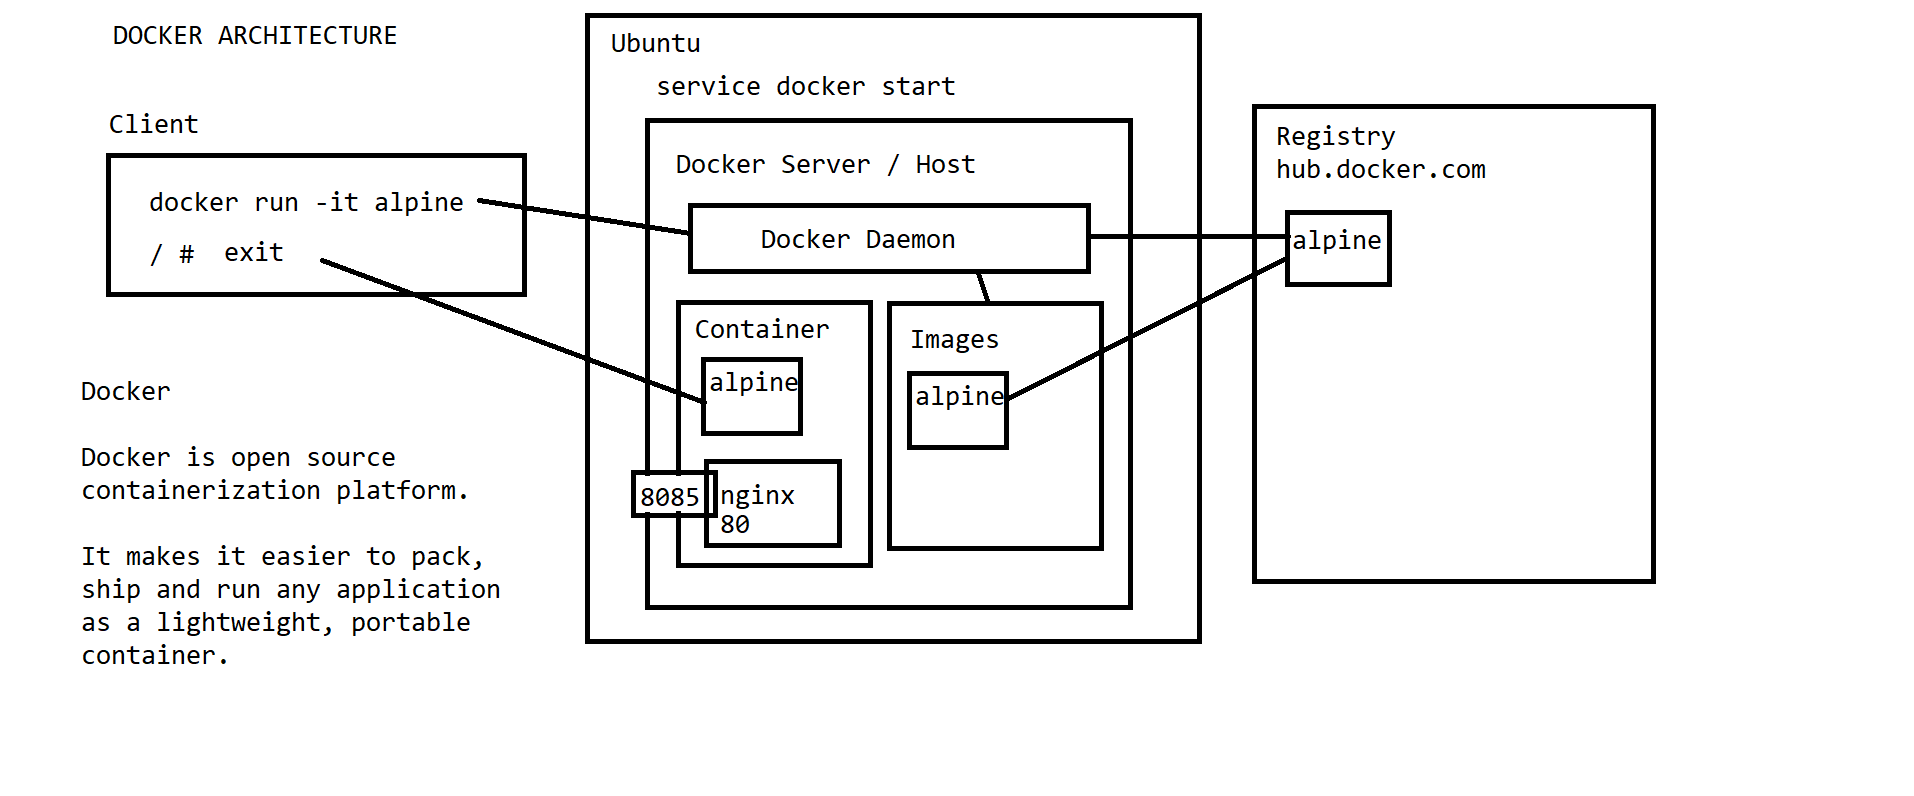 DOCKER ARCHITECTURE
Client
docker run -it alpine
/ # exit
Docker
Docker is open source
containerization platform.
It makes it easier to pack,
ship and run any application
as a lightweight, portable
container.
Ubuntu
service docker start
Docker Server / Host
Docker Daemon
Container
alpine
8085
nginx
80
Images
alpine
Registry
hub.docker.com
alpine